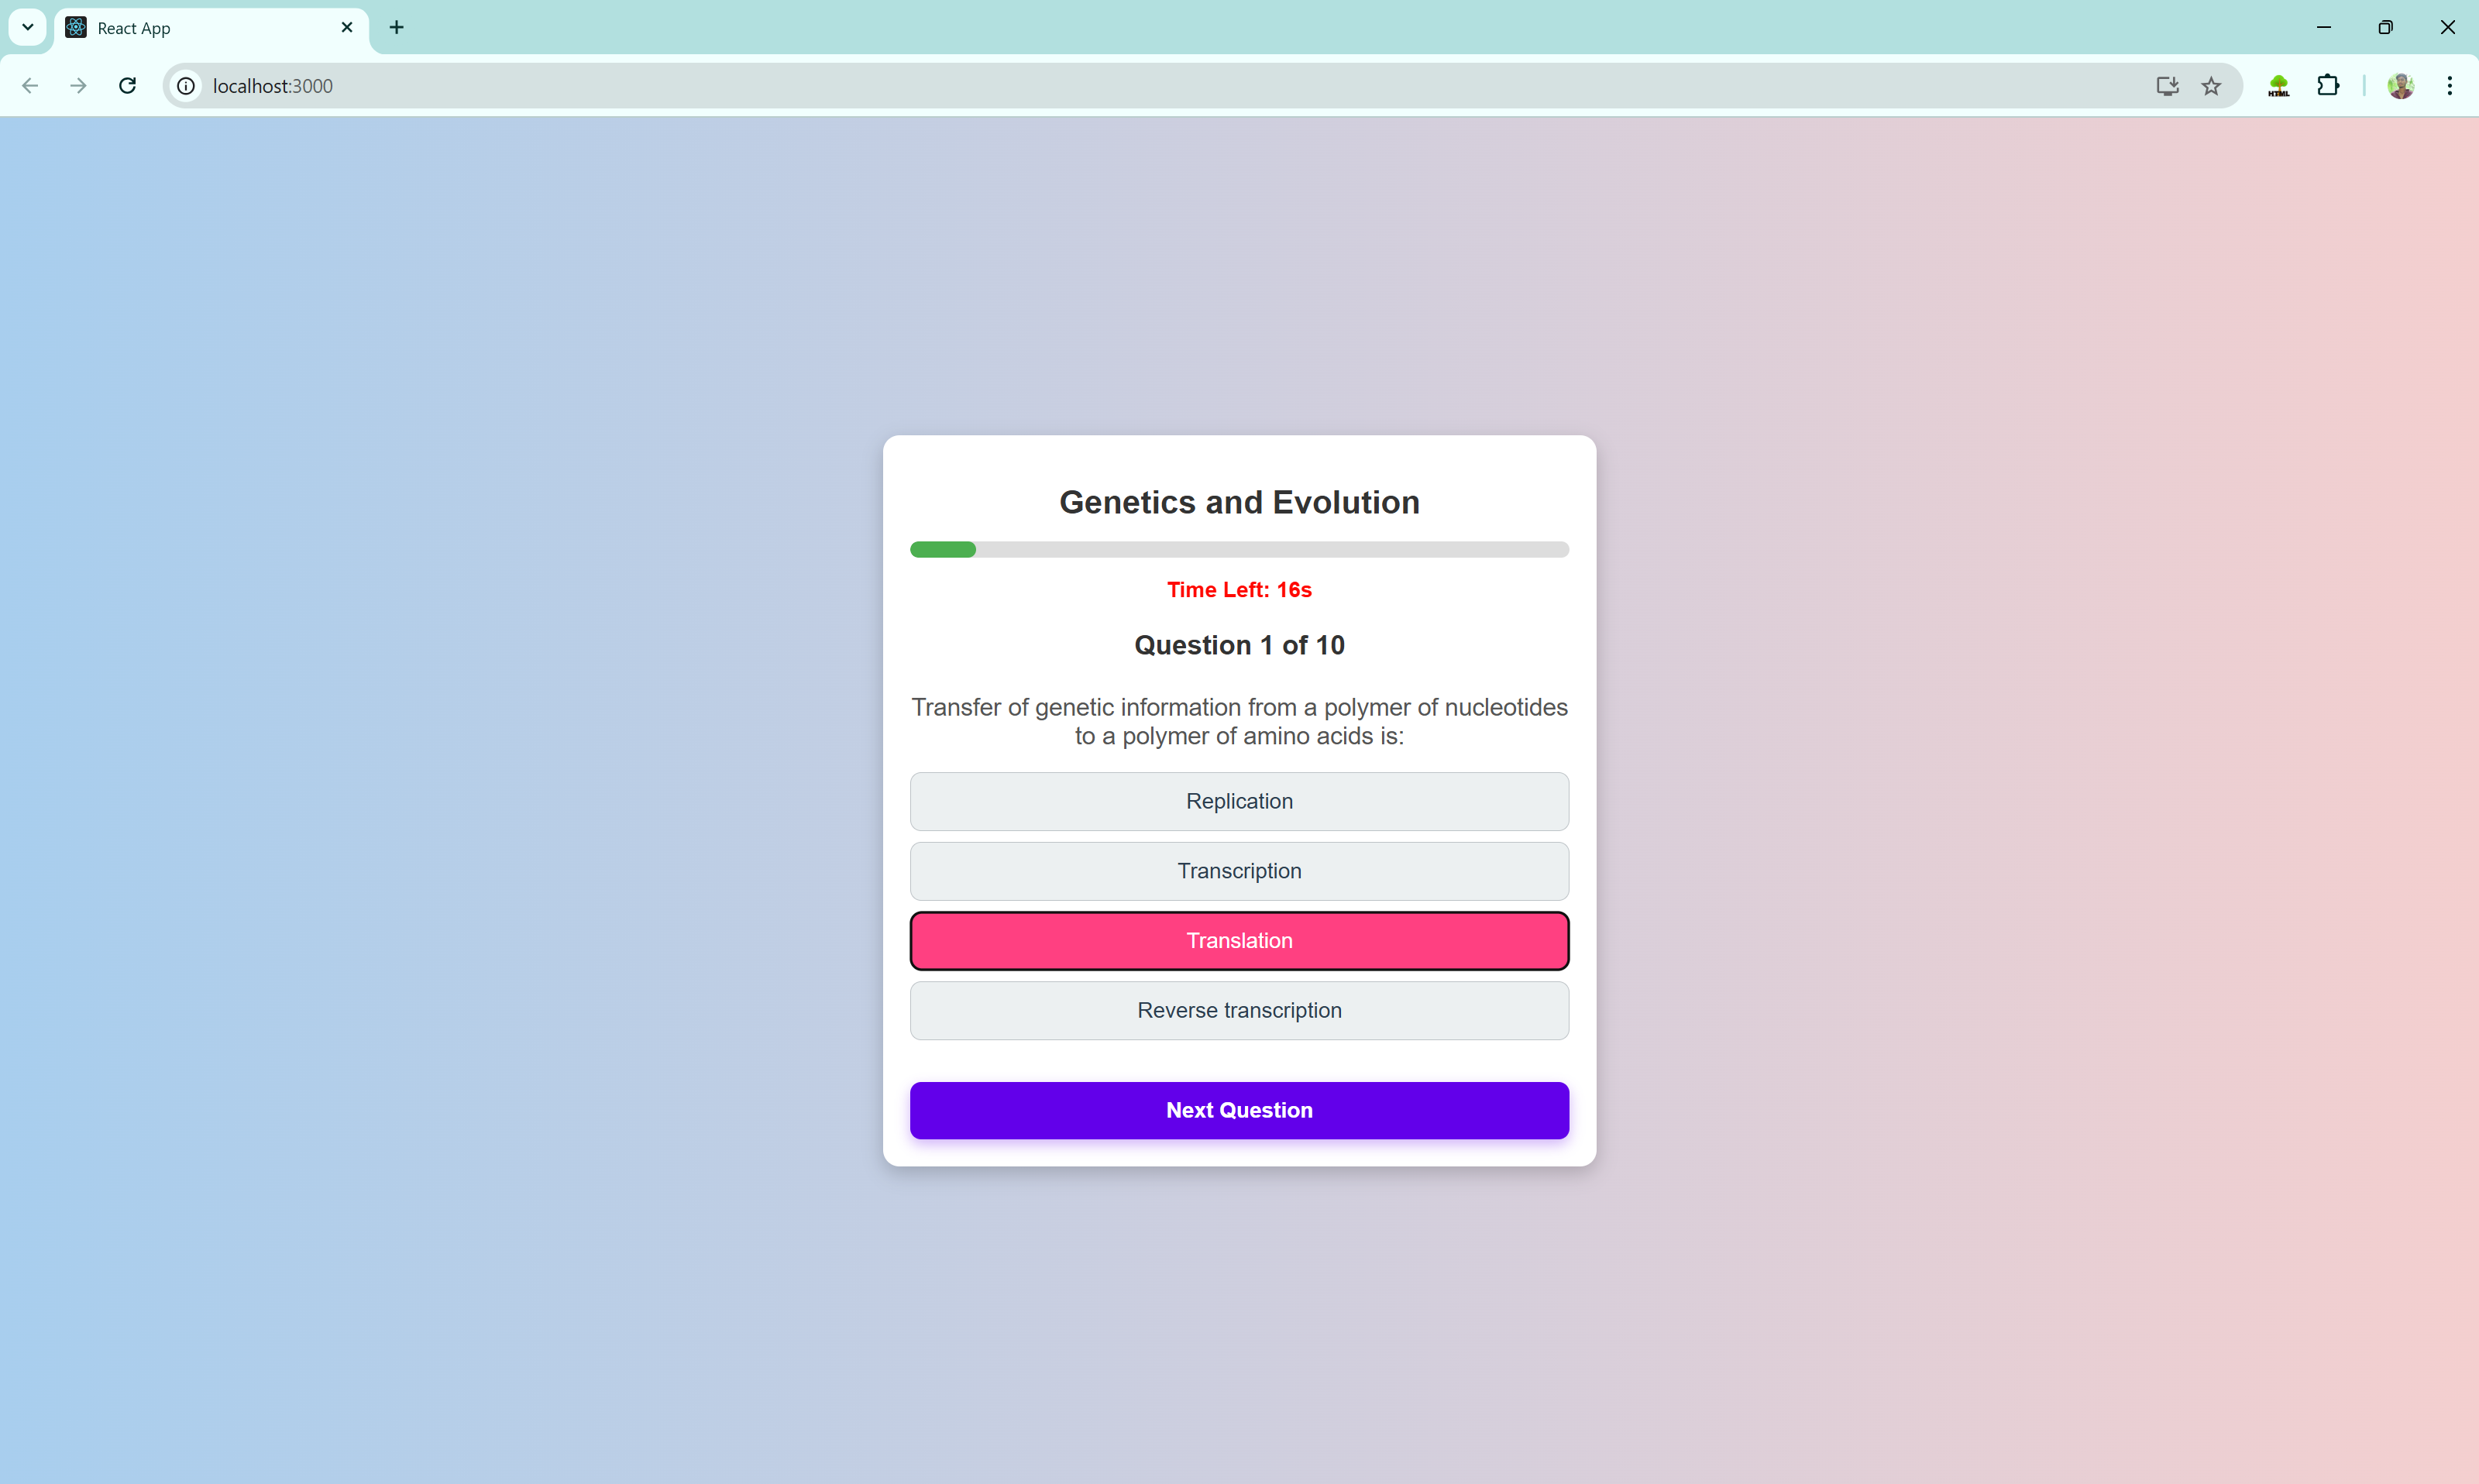 React App
localhost:3000
HTML
Genetics and Evolution
Time Left: 16s
Question 1 of 10
Transfer of genetic information from a polymer of nucleotides
to a polymer of amino acids is:
Replication
Transcription
Translation
Reverse transcription
Next Question